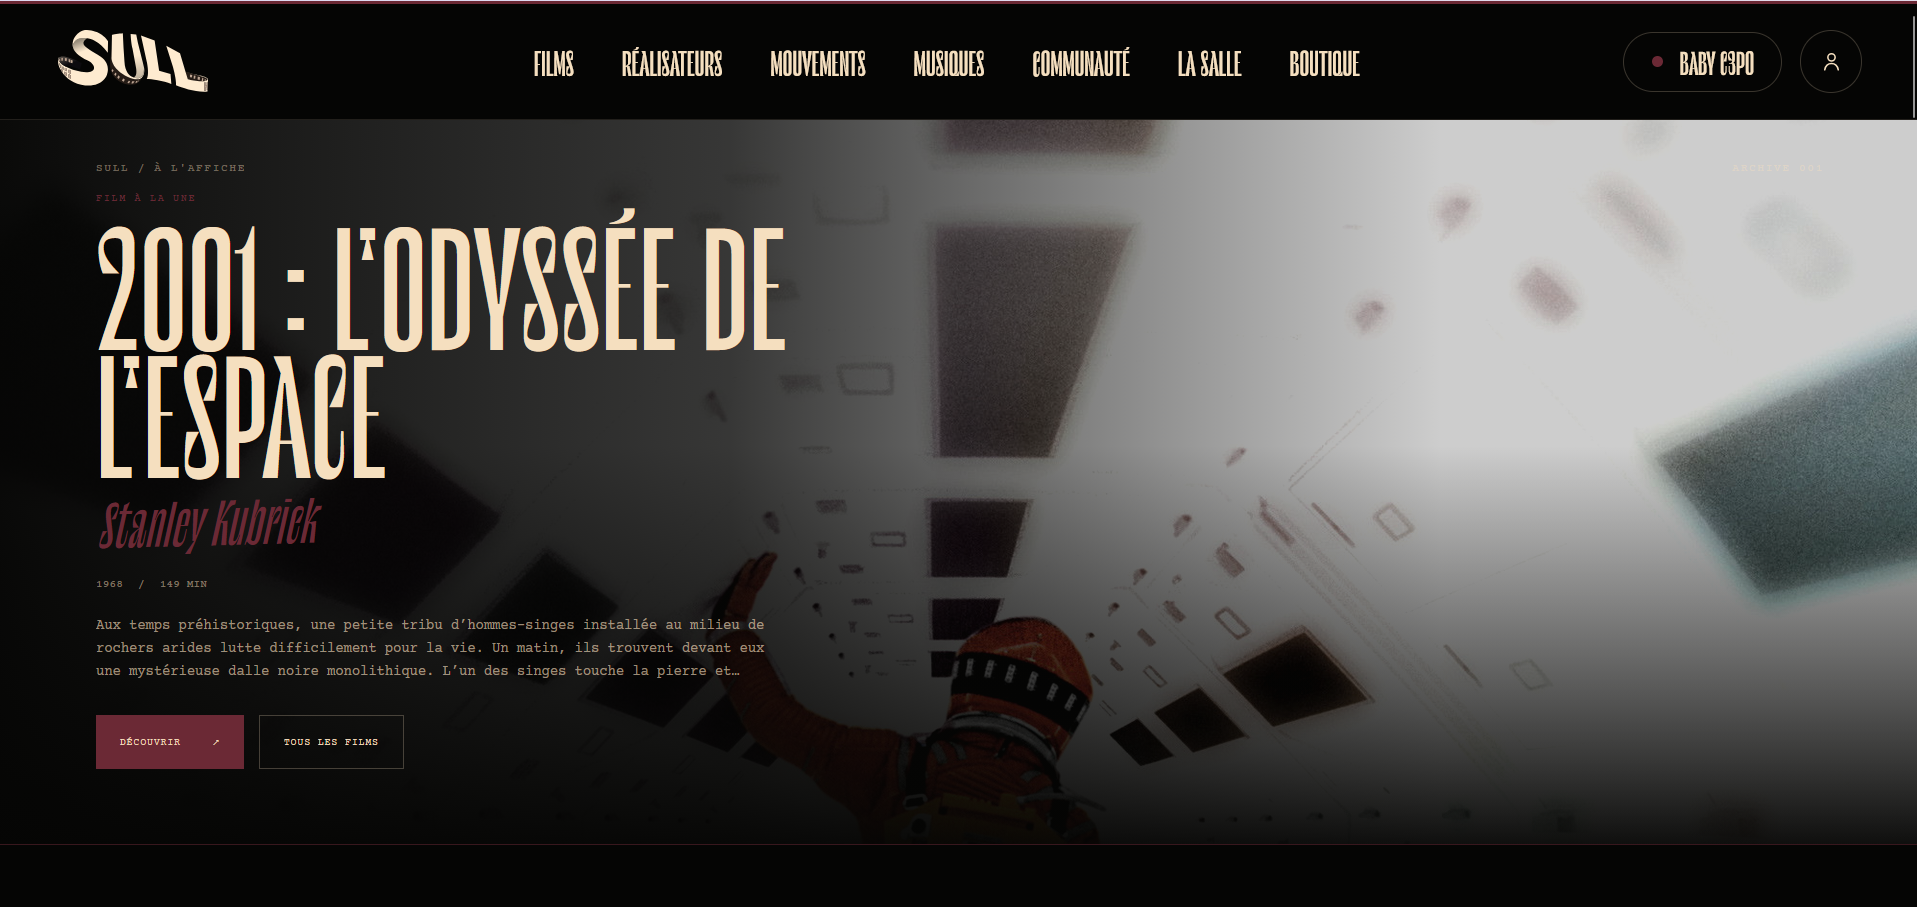 SULL
FILMS RÉALISATEURS MOUVEMENTS MUSIQUES COMMUNAUTÉ LA SALLE BOUTIQUE
BABY C3PO
SULL / À L'AFFICHE
ARCHIVE 001
FILM À LA UNE
2001 : L'ODYSSÉE DE
L'ESPACE
Stanley Kubrick
1968 / 149 MIN
Aux temps préhistoriques, une petite tribu d’hommes-singes installée au milieu de
rochers arides lutte difficilement pour la vie. Un matin, ils trouvent devant eux
une mystérieuse dalle noire monolithique. L’un des singes touche la pierre et…
DÉCOUVRIR ↗
TOUS LES FILMS